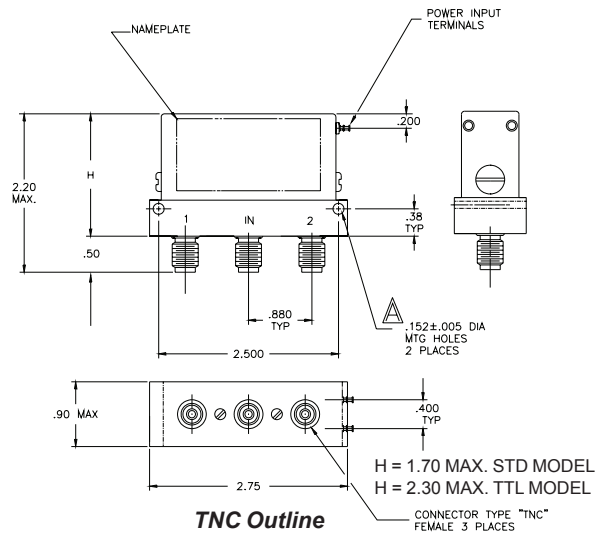 NAMEPLATE
POWER INPUT
TERMINALS
.200
H
2.20
MAX.
.38
TYP
1
IN
2
.50
.880
TYP
A
.152±.005 DIA
MTG HOLES
2 PLACES
2.500
.90 MAX
.400
TYP
H = 1.70 MAX. STD MODEL
H = 2.30 MAX. TTL MODEL
2.75
TNC Outline
CONNECTOR TYPE "TNC"
FEMALE 3 PLACES